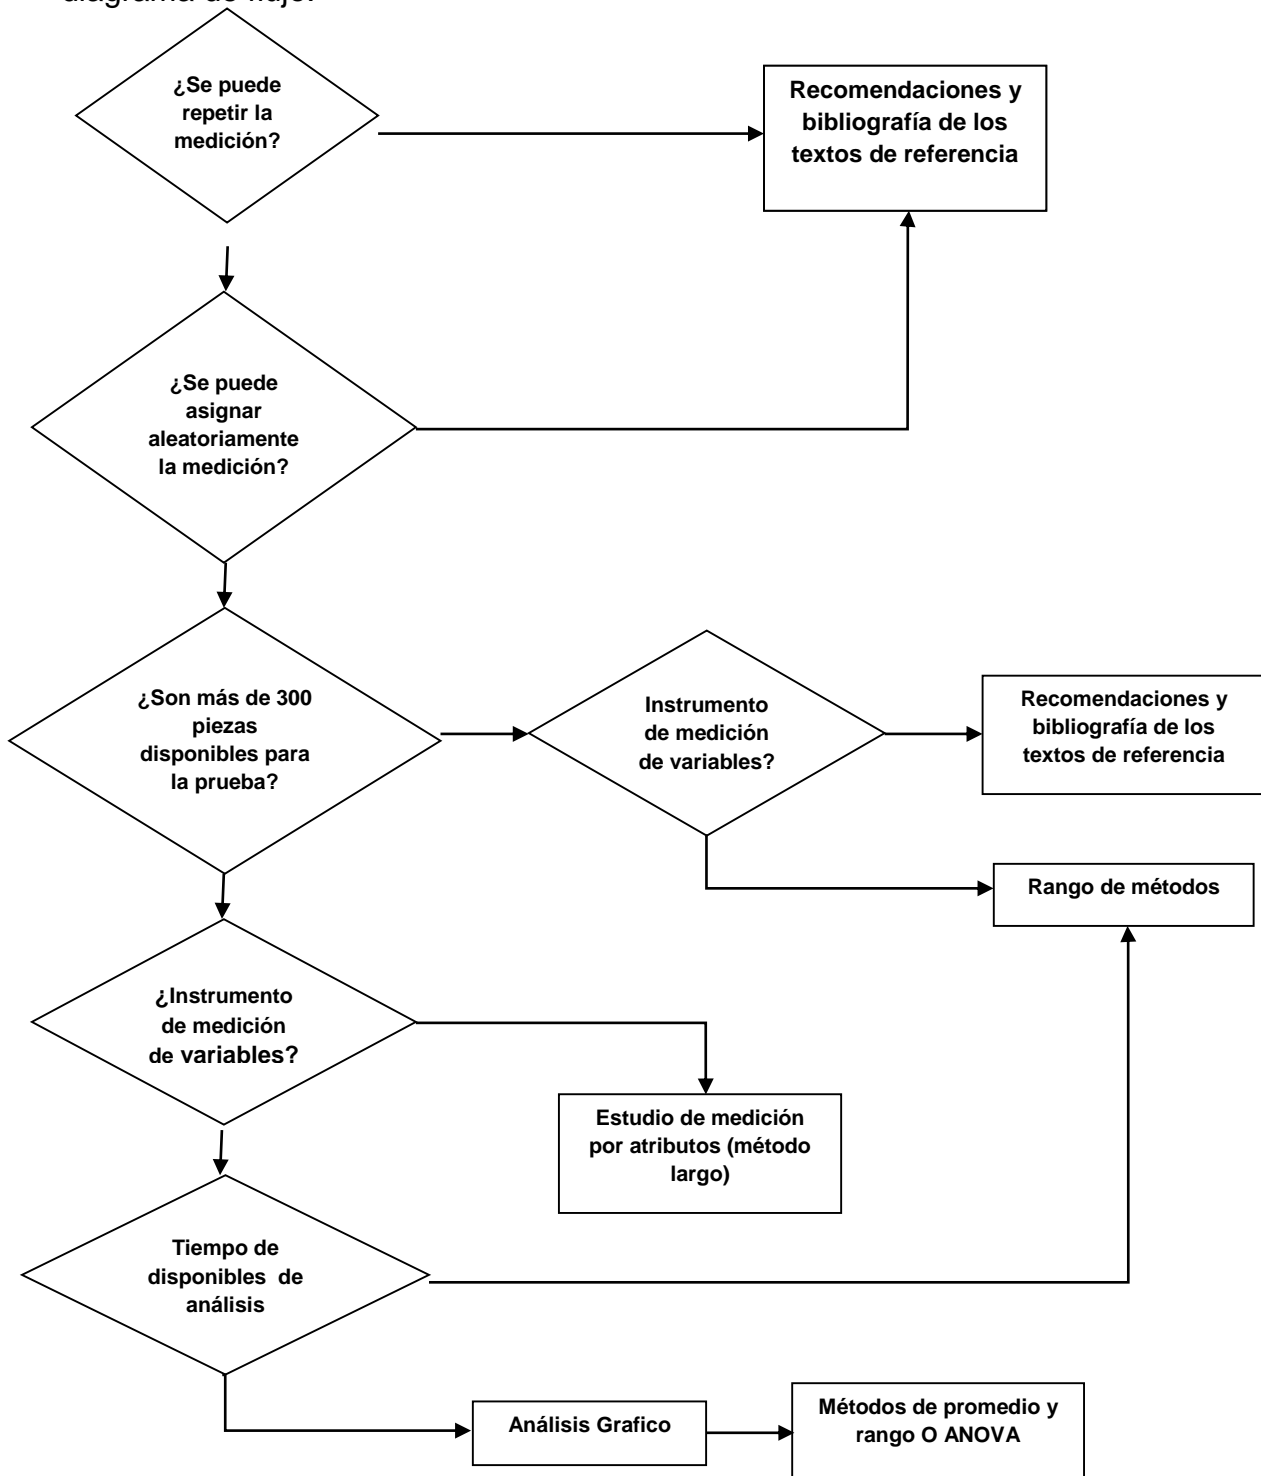 diagrama de flujo.
¿Se puede
repetir la
medición?
Recomendaciones y
bibliografía de los
textos de referencia
¿Se puede
asignar
aleatoriamente
la medición?
¿Son más de 300
piezas
disponibles para
la prueba?
Instrumento
de medición
de variables?
Recomendaciones y
bibliografía de los
textos de referencia
Rango de métodos
¿Instrumento
de medición
de variables?
Estudio de medición
por atributos (método
largo)
Tiempo de
disponibles de
análisis
Análisis Grafico
Métodos de promedio y
rango O ANOVA